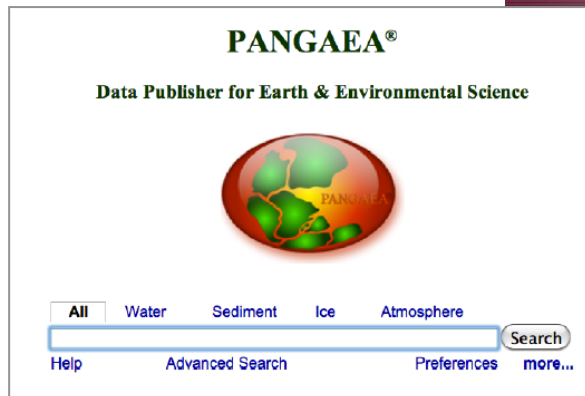 PANGAEA®
Data Publisher for Earth & Environmental Science
PANGAEA
All Water Sediment Ice Atmosphere
Search
Help Advanced Search Preferences more...